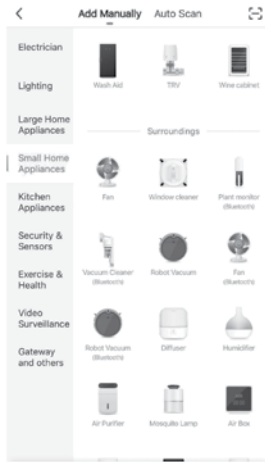 Add Manually Auto Scan
Electrician
Lighting
Large Home
Appliances
Small Home
Appliances
Kitchen
Appliances
Security &
Sensors
Exercise &
Health
Video
Surveillance
Gateway
and others
Wash Aid TRV Wine cabinet
Surroundings
Fan Window cleaner Plant monitor
(Bluetooth)
Vacuum Cleaner Robot Vacuum Fan
(Bluetooth) (Bluetooth)
Robot Vacuum Diffuser Humidifier
(Bluetooth)
Air Purifier Mosquito Lamp Air Box